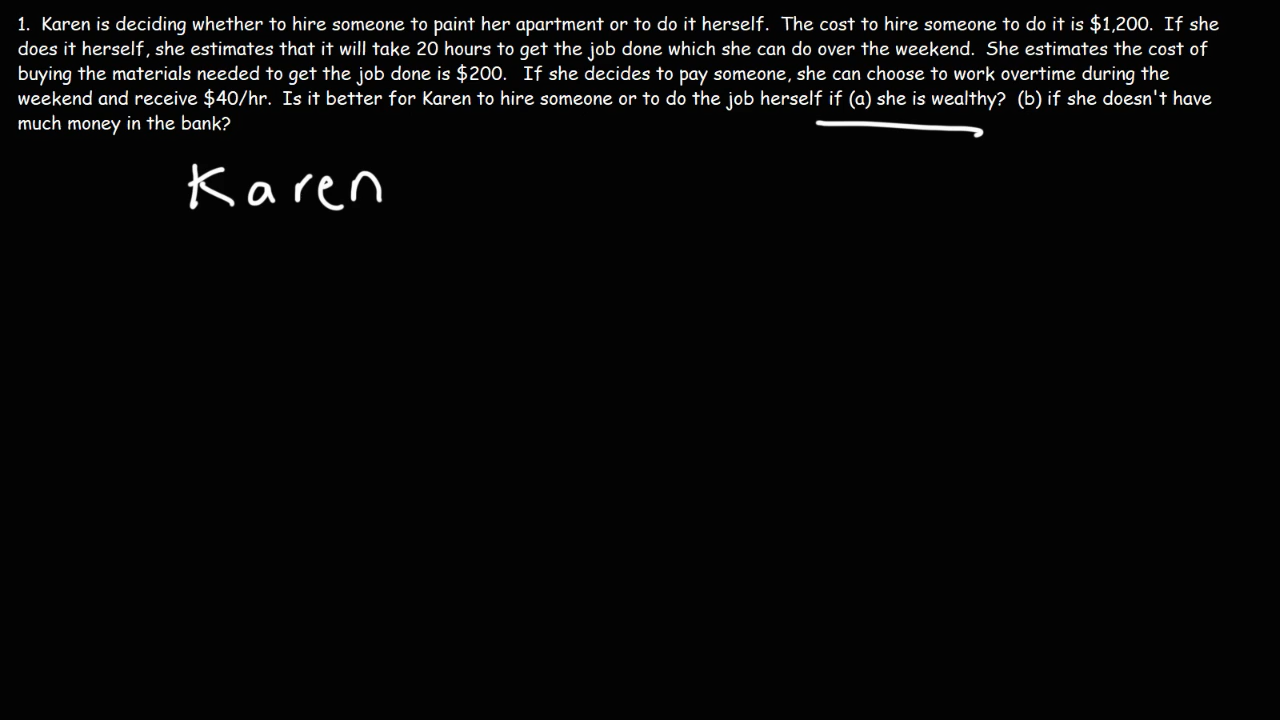 1. Karen is deciding whether to hire someone to paint her apartment or to do it herself. The cost to hire someone to do it is $1,200. If she
does it herself, she estimates that it will take 20 hours to get the job done which she can do over the weekend. She estimates the cost of
buying the materials needed to get the job done is $200. If she decides to pay someone, she can choose to work overtime during the
weekend and receive $40/hr. Is it better for Karen to hire someone or to do the job herself if (a) she is wealthy? (b) if she doesn't have
much money in the bank?
Karen